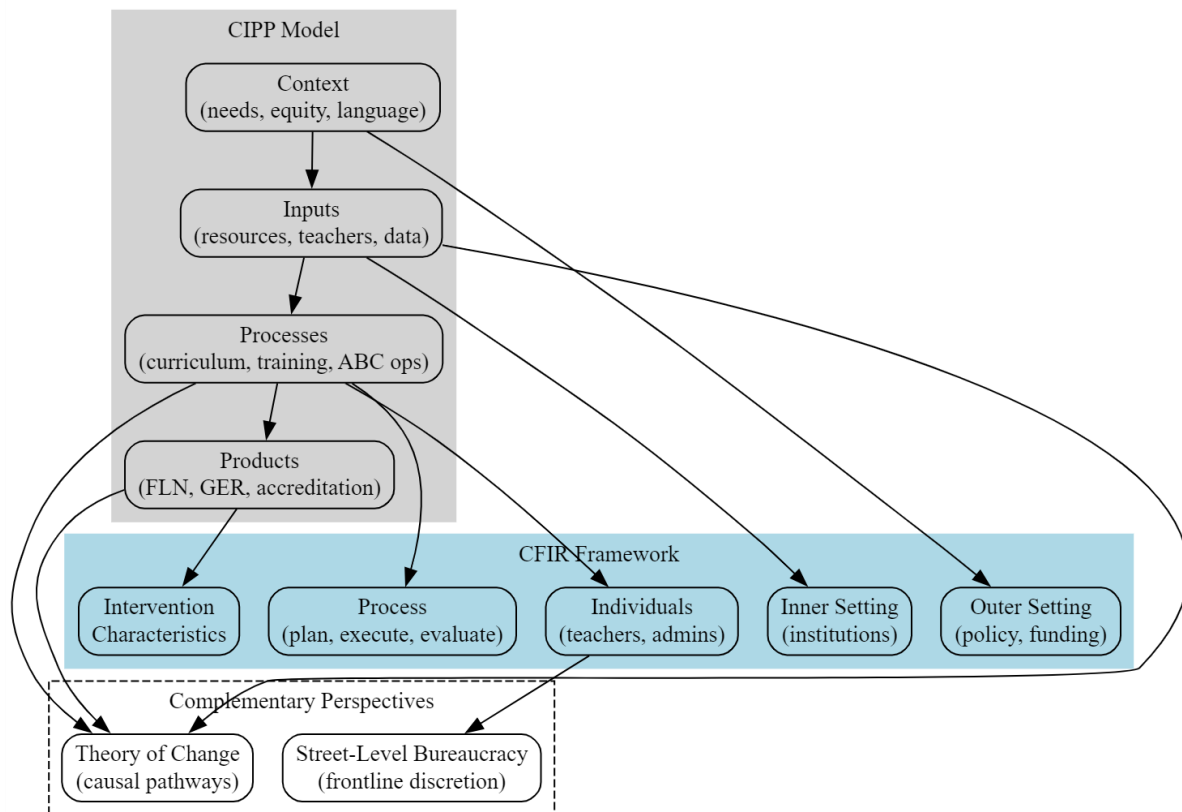 CIPP Model
Context
(needs, equity, language)
Inputs
(resources, teachers, data)
Processes
(curriculum, training, ABC ops)
Products
(FLN, GER, accreditation)
CFIR Framework
Intervention
Characteristics
Process
(plan, execute, evaluate)
Individuals
(teachers, admins)
Inner Setting
(institutions)
Outer Setting
(policy, funding)
Complementary Perspectives
Theory of Change
(causal pathways)
Street-Level Bureaucracy
(frontline discretion)